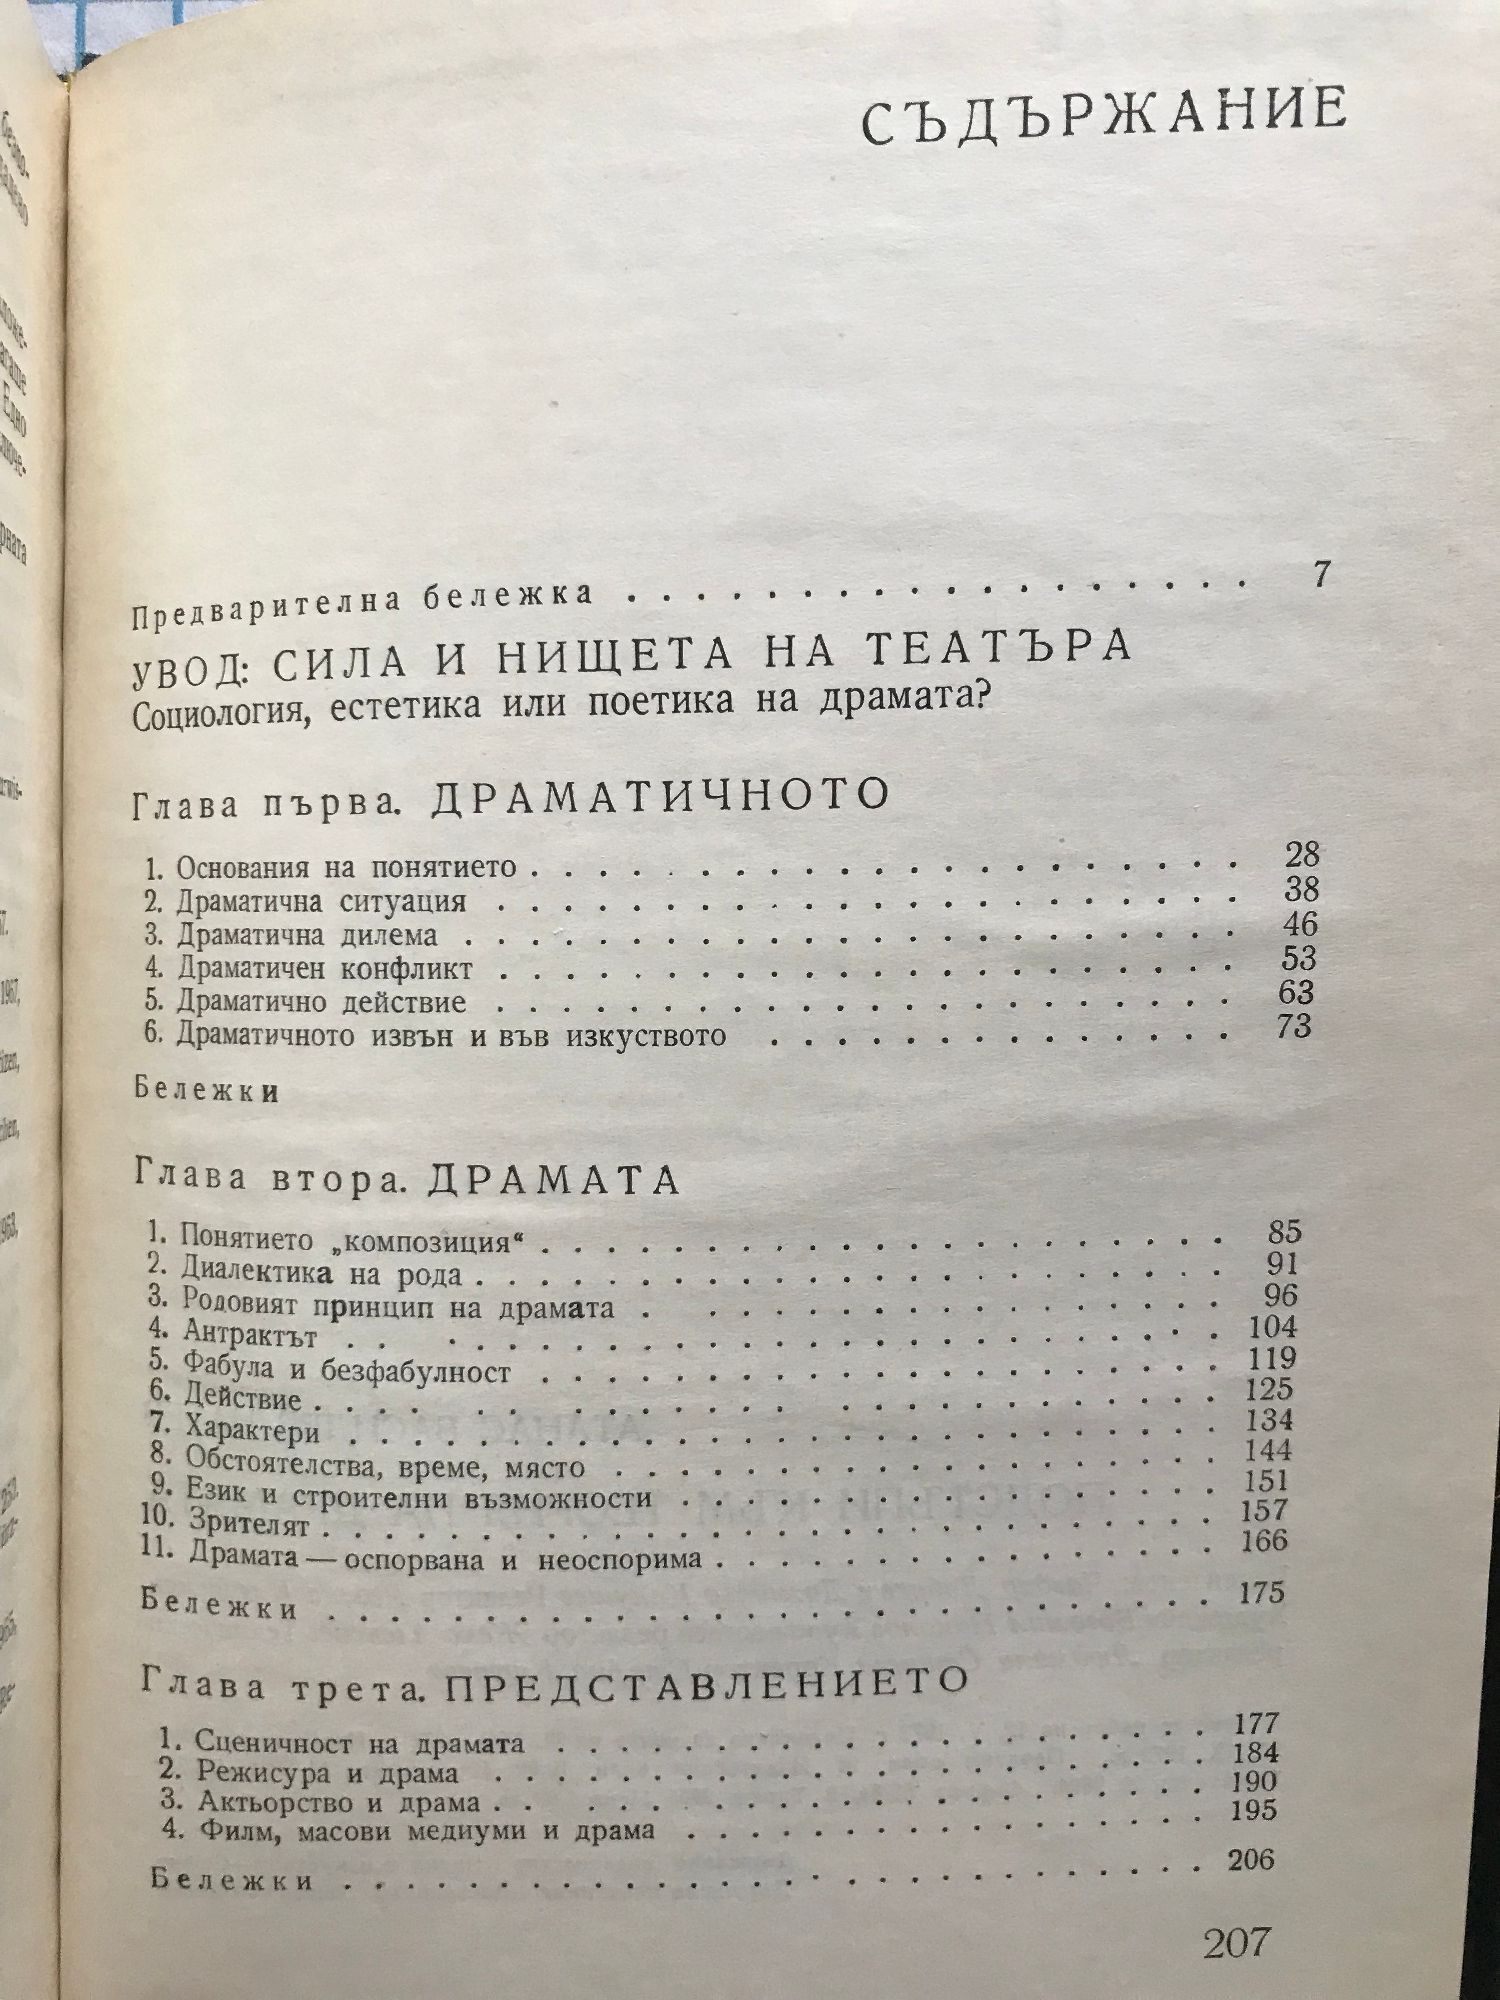 СЪДЪРЖАНИЕ
Предварителна бележка . . . . . . . . . . . . . . . . . . 7
УВОД: СИЛА И НИЩЕТА НА ТЕАТЪРА
Социология, естетика или поетика на драмата?
Глава първа. ДРАМАТИЧНОТО
1. Основания на понятието . . . . . . . . . . . . . . . . . . . . 28
2. Драматична ситуация . . . . . . . . . . . . . . . . . . . . . 38
3. Драматична дилема . . . . . . . . . . . . . . . . . . . . . . 46
4. Драматичен конфликт . . . . . . . . . . . . . . . . . . . . . 53
5. Драматично действие . . . . . . . . . . . . . . . . . . . . . 63
6. Драматичното извън и във изкуството . . . . . . . . . . . . . . 73
Бележки
Глава втора. ДРАМАТА
1. Понятието „композиция“ . . . . . . . . . . . . . . . . . . . . 85
2. Диалектика на рода . . . . . . . . . . . . . . . . . . . . . . 91
3. Родовият принцип на драмата . . . . . . . . . . . . . . . . . 96
4. Антрактът . . . . . . . . . . . . . . . . . . . . . . . . . 104
5. Фабула и безфабулност . . . . . . . . . . . . . . . . . . . . 119
6. Действие . . . . . . . . . . . . . . . . . . . . . . . . . . 125
7. Характери . . . . . . . . . . . . . . . . . . . . . . . . . 134
8. Обстоятелства, време, място . . . . . . . . . . . . . . . . . . 144
9. Език и строителни възможности . . . . . . . . . . . . . . . . 151
10. Зрителят . . . . . . . . . . . . . . . . . . . . . . . . . . 157
11. Драмата — оспорвана и неоспорима . . . . . . . . . . . . . . . 166
Бележки . . . . . . . . . . . . . . . . . . . . . . . . . 175
Глава трета. ПРЕДСТАВЛЕНИЕТО
1. Сценичност на драмата . . . . . . . . . . . . . . . . . . . 177
2. Режисура и драма . . . . . . . . . . . . . . . . . . . . . 184
3. Актьорство и драма . . . . . . . . . . . . . . . . . . . . 190
4. Филм, масови медиуми и драма . . . . . . . . . . . . . . . . 195
Бележки . . . . . . . . . . . . . . . . . . . . . . . . . 206
207